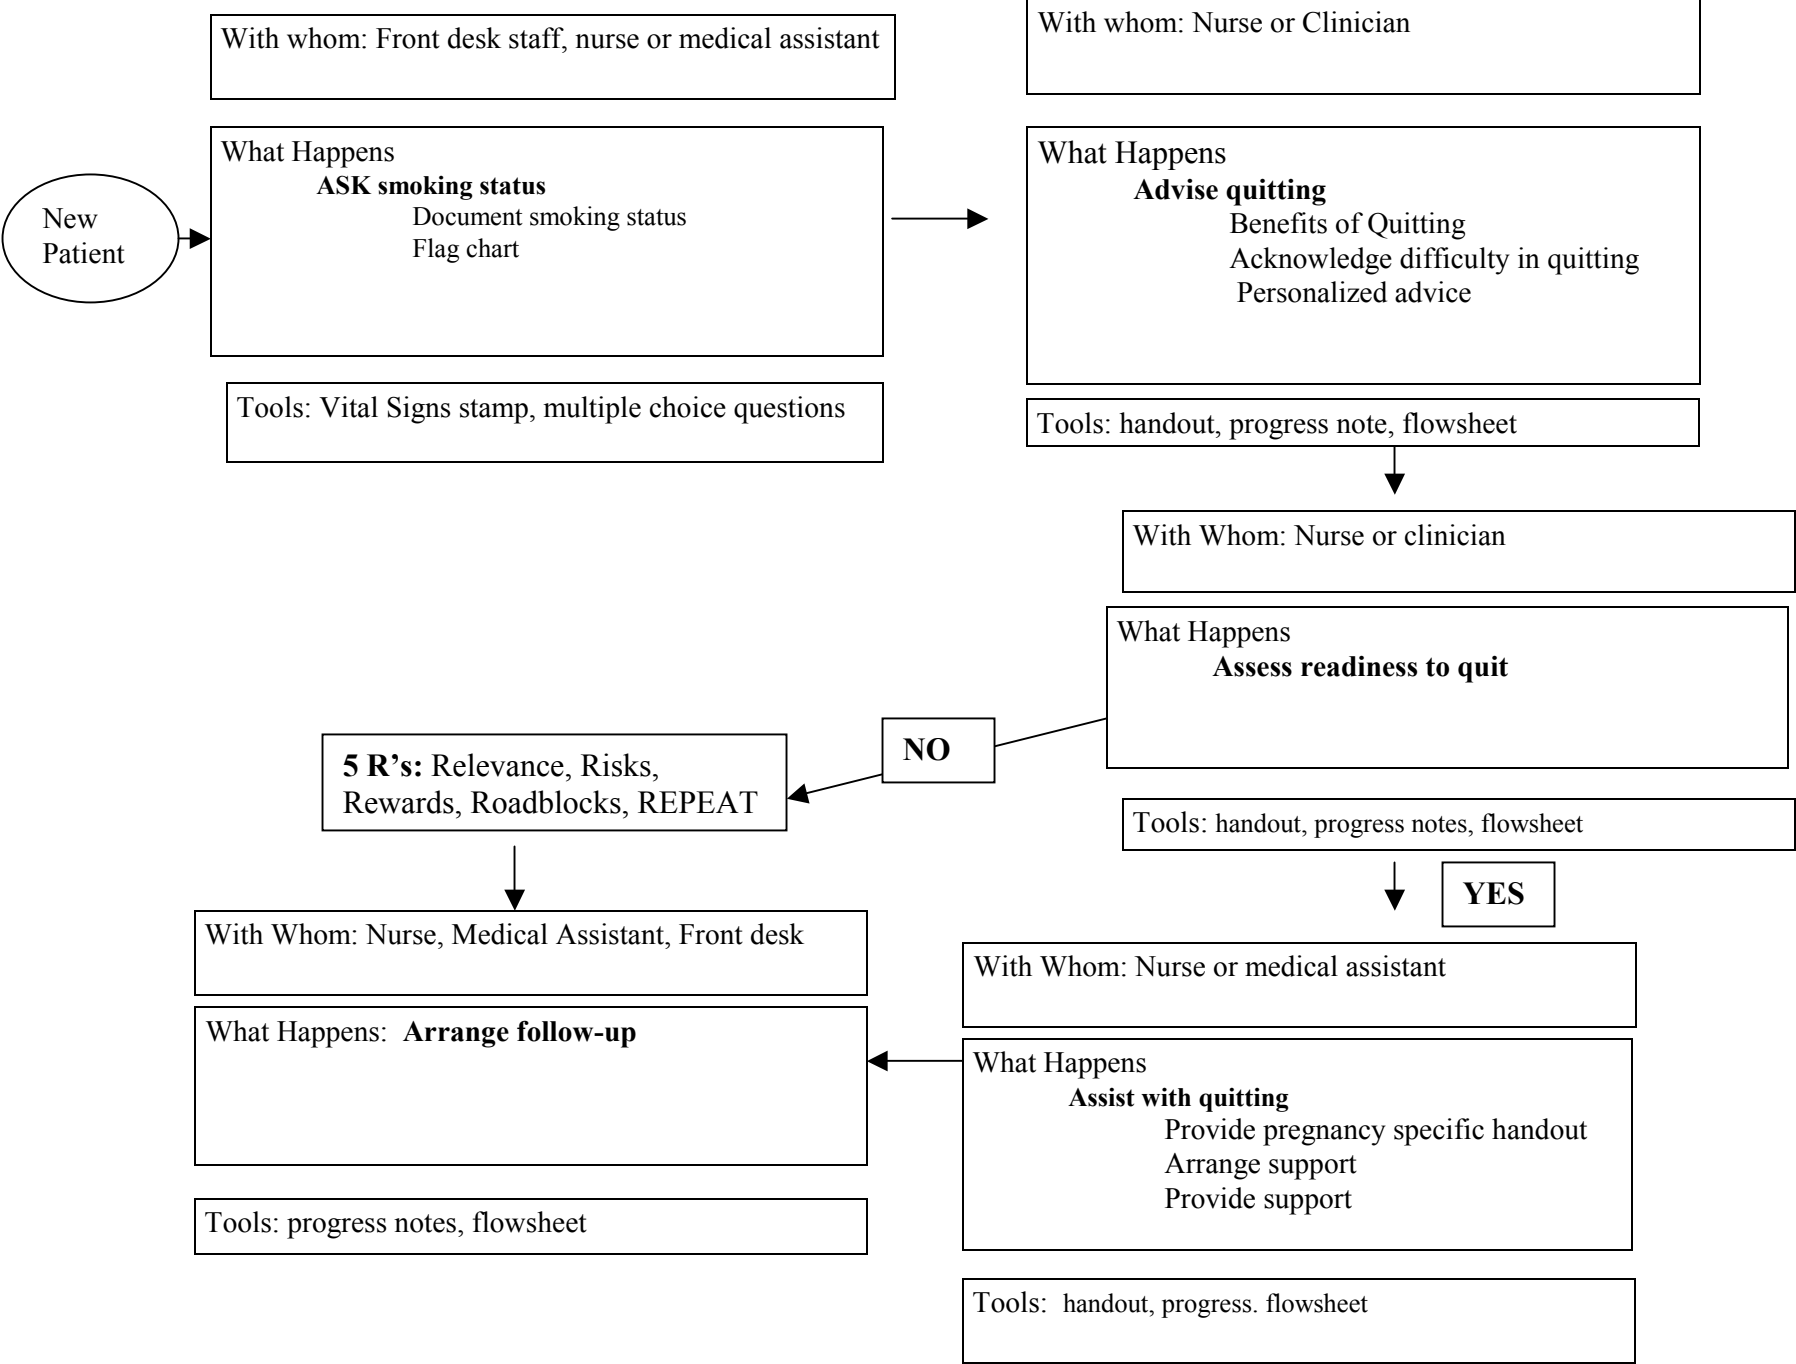 With whom: Front desk staff, nurse or medical assistant
With whom: Nurse or Clinician
New
Patient
What Happens
ASK smoking status
Document smoking status
Flag chart
What Happens
Advise quitting
Benefits of Quitting
Acknowledge difficulty in quitting
Personalized advice
Tools: Vital Signs stamp, multiple choice questions
Tools: handout, progress note, flowsheet
With Whom: Nurse or clinician
What Happens
Assess readiness to quit
NO
5 R’s: Relevance, Risks,
Rewards, Roadblocks, REPEAT
Tools: handout, progress notes, flowsheet
YES
With Whom: Nurse, Medical Assistant, Front desk
With Whom: Nurse or medical assistant
What Happens: Arrange follow-up
What Happens
Assist with quitting
Provide pregnancy specific handout
Arrange support
Provide support
Tools: progress notes, flowsheet
Tools: handout, progress. flowsheet